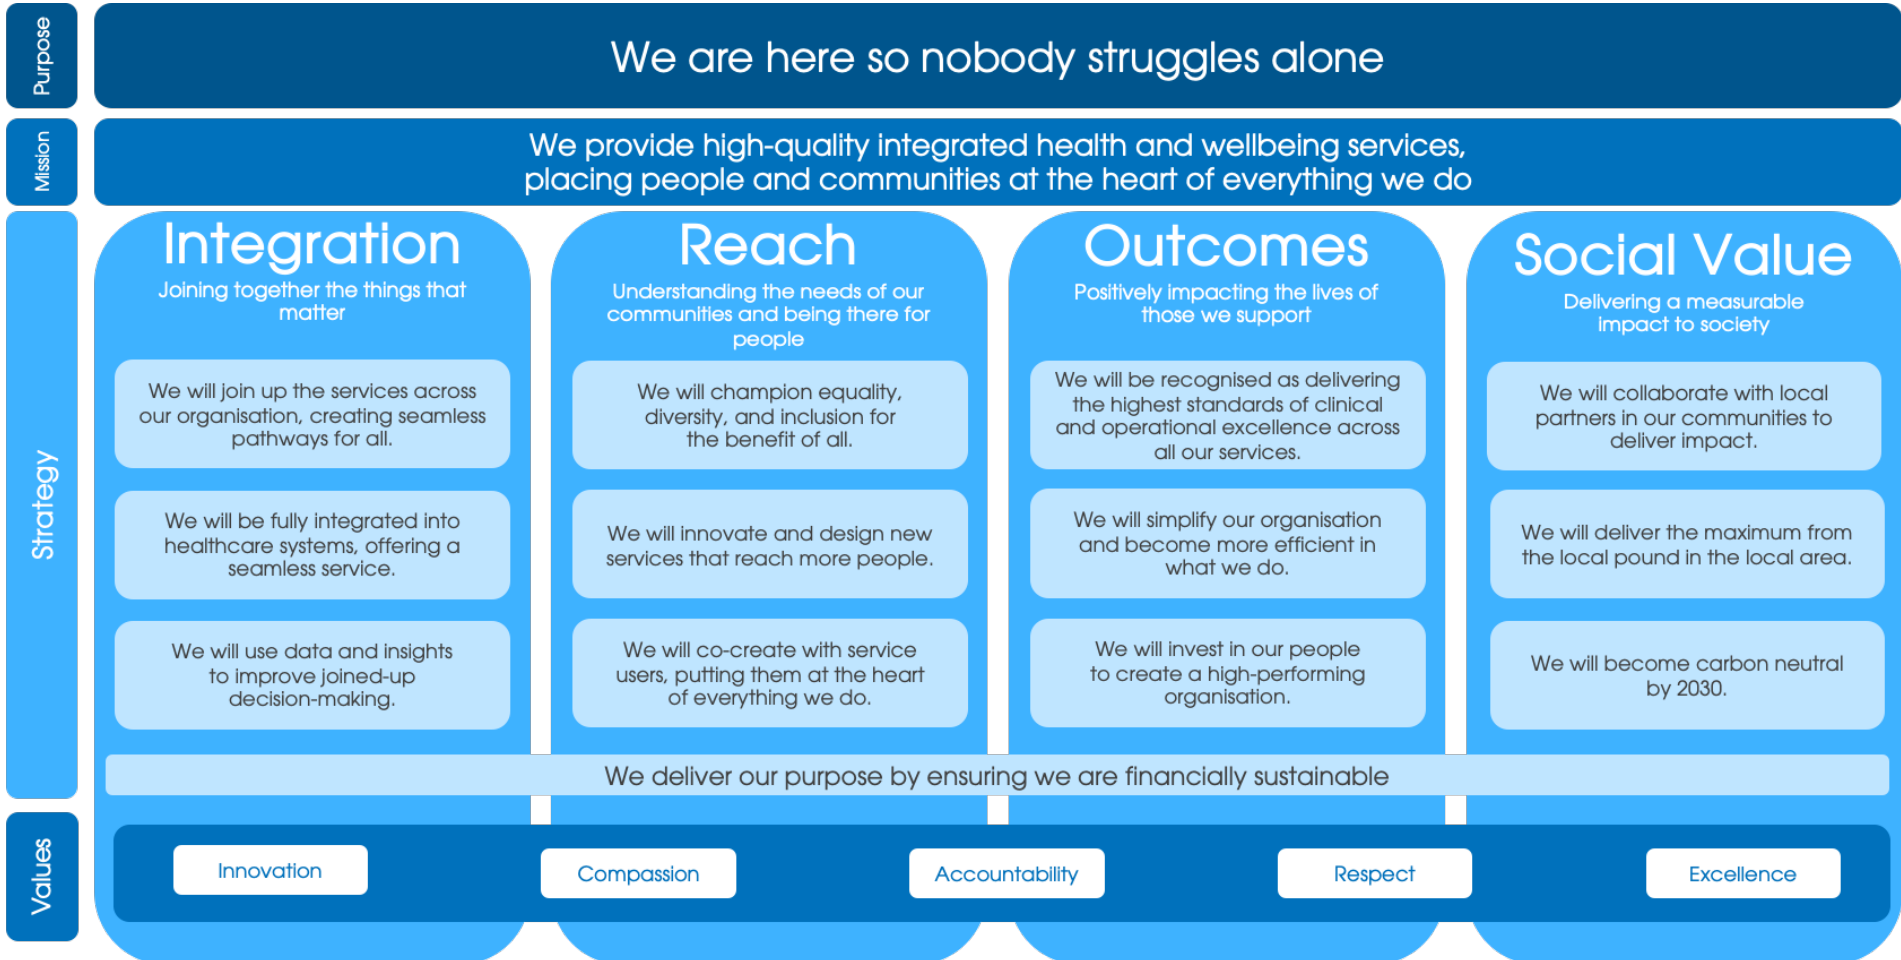 Purpose
We are here so nobody struggles alone
Mission
We provide high-quality integrated health and wellbeing services,
placing people and communities at the heart of everything we do
Strategy
Integration
Joining together the things that
matter
We will join up the services across
our organisation, creating seamless
pathways for all.
We will be fully integrated into
healthcare systems, offering a
seamless service.
We will use data and insights
to improve joined-up
decision-making.
Reach
Understanding the needs of our
communities and being there for
people
We will champion equality,
diversity, and inclusion for
the benefit of all.
We will innovate and design new
services that reach more people.
We will co-create with service
users, putting them at the heart
of everything we do.
Outcomes
Positively impacting the lives of
those we support
We will be recognised as delivering
the highest standards of clinical
and operational excellence across
all our services.
We will simplify our organisation
and become more efficient in
what we do.
We will invest in our people
to create a high-performing
organisation.
Social Value
Delivering a measurable
impact to society
We will collaborate with local
partners in our communities to
deliver impact.
We will deliver the maximum from
the local pound in the local area.
We will become carbon neutral
by 2030.
We deliver our purpose by ensuring we are financially sustainable
Values
Innovation
Compassion
Accountability
Respect
Excellence